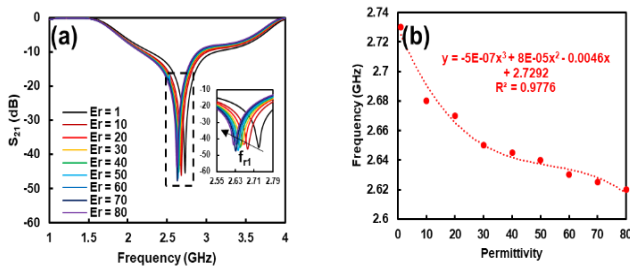 (a)
0
-10
-20
-30
-40
-50
-60
S21 (dB)
Er = 1
Er = 10
Er = 20
Er = 30
Er = 40
Er = 50
Er = 60
Er = 70
Er = 80
-10
-20
-30
-40
-50
-60
2.55 2.63 2.71 2.79
fr1
1 1.5 2 2.5 3 3.5 4
Frequency (GHz)
(b)
2.74
2.72
2.7
2.68
2.66
2.64
2.62
2.6
Frequency (GHz)
y = -5E-07x³ + 8E-05x² - 0.0046x
+ 2.7292
R² = 0.9776
0 10 20 30 40 50 60 70 80
Permittivity